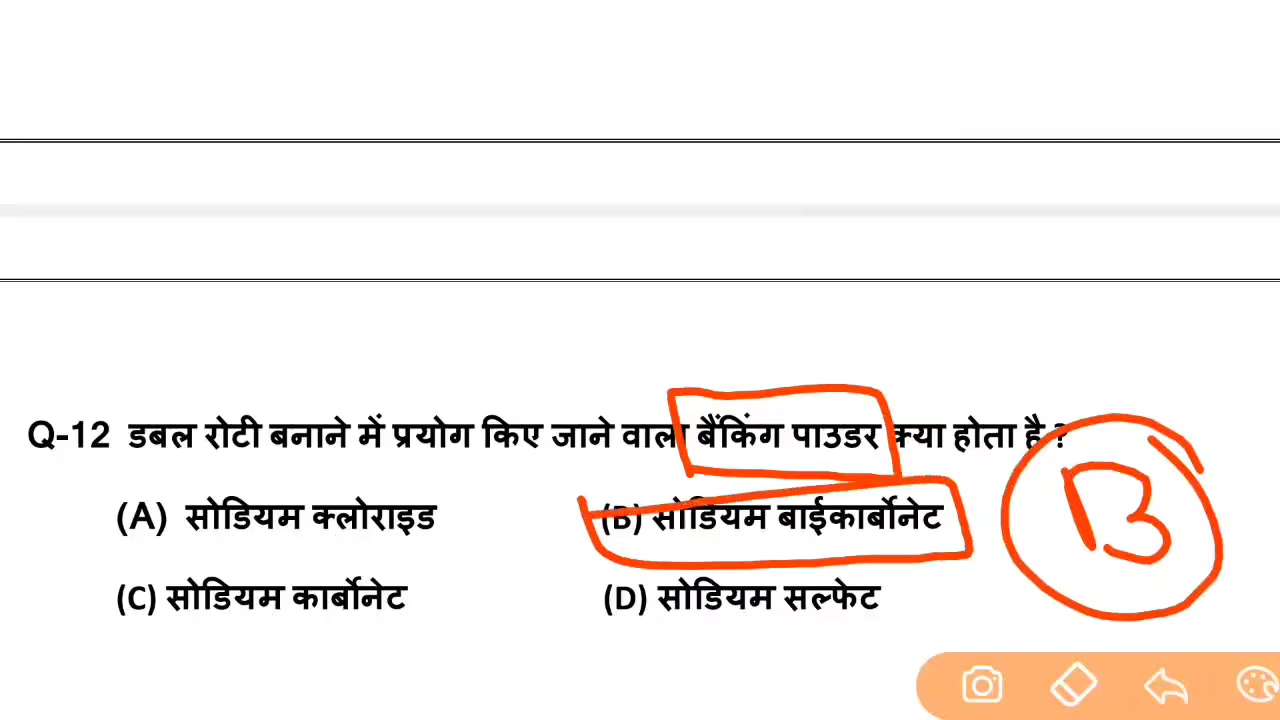 Q-12 डबल रोटी बनाने में प्रयोग किए जाने वाला बैंकिंग पाउडर क्या होता है ?
(A) सोडियम क्लोराइड (B) सोडियम बाईकार्बोनेट
B
(C) सोडियम कार्बोनेट (D) सोडियम सल्फेट